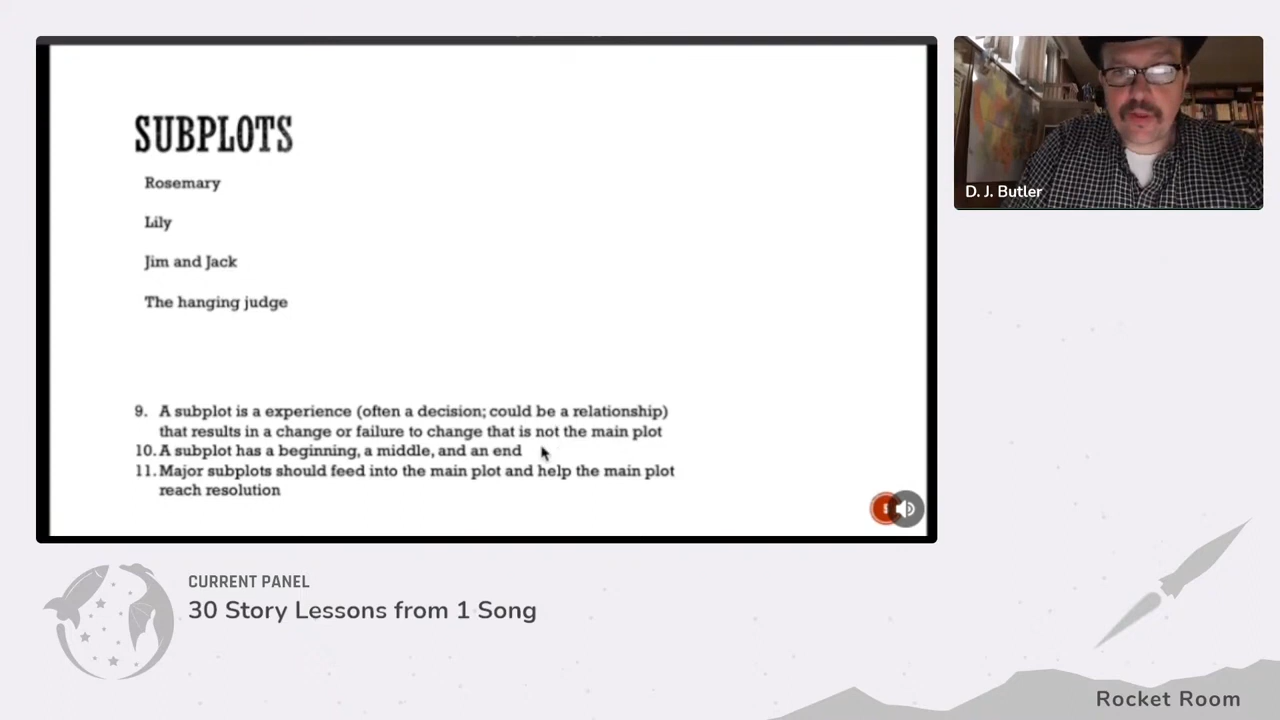 SUBPLOTS
Rosemary
Lily
Jim and Jack
The hanging judge
9. A subplot is a experience (often a decision; could be a relationship)
that results in a change or failure to change that is not the main plot
10. A subplot has a beginning, a middle, and an end
11. Major subplots should feed into the main plot and help the main plot
reach resolution
D. J. Butler
CURRENT PANEL
30 Story Lessons from 1 Song
Rocket Room